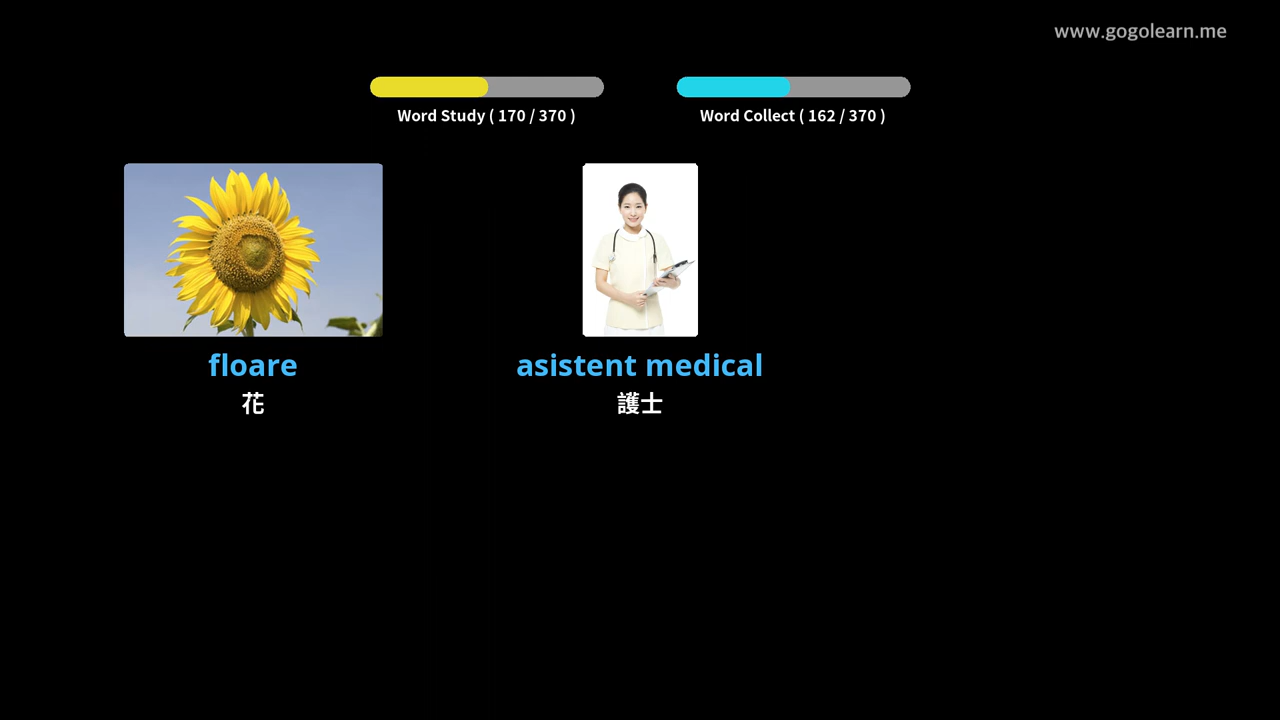 www.gogolearn.me
Word Study ( 170 / 370 )
Word Collect ( 162 / 370 )
floare
花
asistent medical
護士